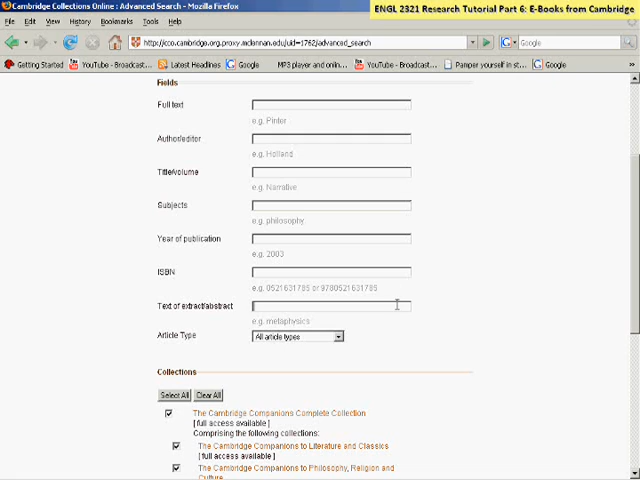 Cambridge Collections Online : Advanced Search - Mozilla Firefox
ENGL 2321 Research Tutorial Part 6: E-Books from Cambridge
File Edit View History Bookmarks Tools Help
http://cco.cambridge.org.proxy.mclennan.edu/uid=1762/advanced_search
Google
Getting Started YouTube - Broadcast... Latest Headlines Google MP3 player and onlin... YouTube - Broadcast... Pamper yourself in st... Google
Fields
Full text
e.g. Pinter
Author/editor
e.g. Holland
Title/volume
e.g. Narrative
Subjects
e.g. philosophy
Year of publication
e.g. 2003
ISBN
e.g. 0521631785 or 9780521631785
Text of extract/abstract
e.g. metaphysics
Article Type All article types
Collections
Select All Clear All
The Cambridge Companions Complete Collection
[ full access available ]
Comprising the following collections:
The Cambridge Companions to Literature and Classics
[ full access available ]
The Cambridge Companions to Philosophy, Religion and
Culture